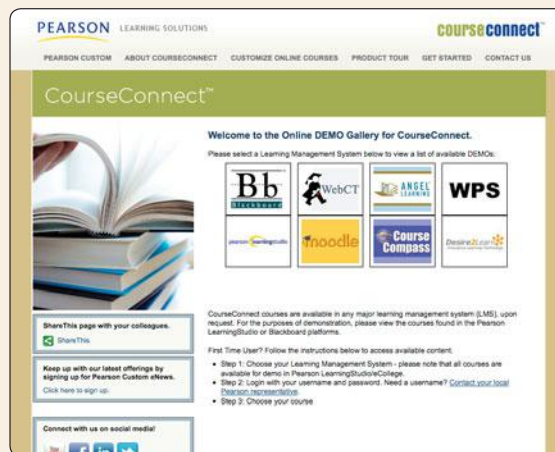 PEARSON LEARNING SOLUTIONS
courseconnect™
PEARSON CUSTOM ABOUT COURSECONNECT CUSTOMIZE ONLINE COURSES PRODUCT TOUR GET STARTED CONTACT US
CourseConnect™
Welcome to the Online DEMO Gallery for CourseConnect.
Please select a Learning Management System below to view a list of available DEMOs:
Bb
Blackboard
WebCT
ANGEL
LEARNING
WPS
pearson learningstudio
moodle
Course
Compass
Desire2Learn
CourseConnect courses are available in any major learning management system (LMS), upon
request. For the purposes of demonstration, please view the courses found in the Pearson
LearningStudio or Blackboard platforms.
First Time User? Follow the instructions below to access available content.
• Step 1: Choose your Learning Management System - please note that all courses are
available for demo in Pearson LearningStudio/eCollege.
• Step 2: Login with your username and password. Need a username? Contact your local
Pearson representative.
• Step 3: Choose your course
ShareThis page with your colleagues.
ShareThis
Keep up with our latest offerings by
signing up for Pearson Custom eNews.
Click here to sign up.
Connect with us on social media!